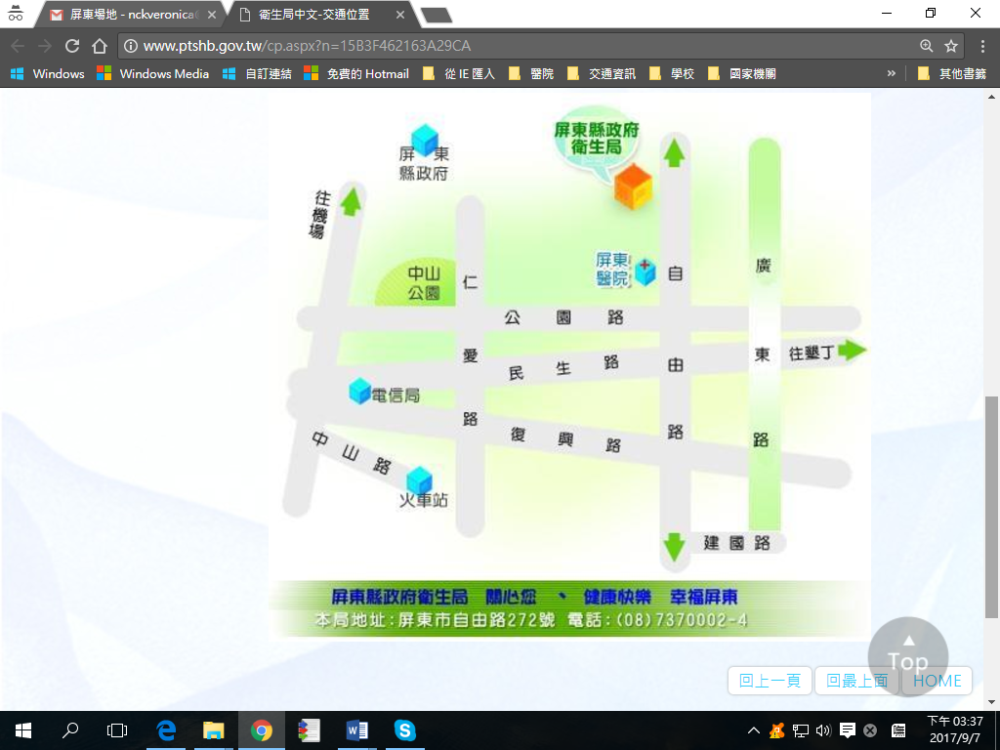 屏東場地 - nckveronica
衛生局中文-交通位置
www.ptshb.gov.tw/cp.aspx?n=15B3F462163A29CA
Windows
Windows Media
自訂連結
免費的 Hotmail
從 IE 匯入
醫院
交通資訊
學校
國家機關
»
其他書籤
屏東縣政府
衛生局
屏東
縣政府
往機場
中山
公園
仁愛路
屏東
醫院
自由路
廣東路
公園路
民生路
往墾丁
電信局
復興路
中山路
火車站
建國路
屏東縣政府衛生局 關心您 、 健康快樂 幸福屏東
本局地址:屏東市自由路272號 電話:(08)7370002-4
Top
回上一頁
回最上面
HOME
下午 03:37
2017/9/7